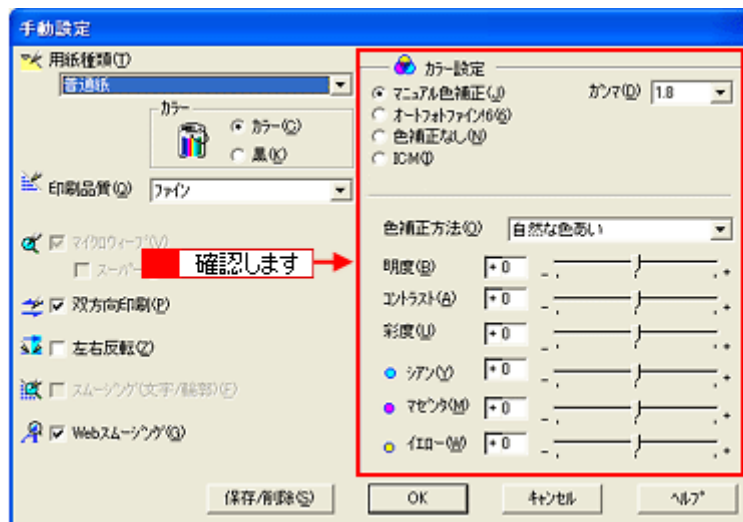 手動設定
用紙種類(T)
普通紙
カラー
カラー(C)
黒(K)
印刷品質(Q)
ファイン
マイクロウィーブ(V)
スーパー
確認します
双方向印刷(P)
左右反転(Z)
スムージング(文字/輪郭)(F)
Webスムージング(G)
保存/削除(S)
カラー設定
マニュアル色補正(J)
ガンマ(D) 1.8
オートフォトファイン!6(6)
色補正なし(N)
ICM(I)
色補正方法(O) 自然な色あい
明度(B) + 0 - +
コントラスト(A) + 0 - +
彩度(U) + 0 - +
シアン(Y) + 0 - +
マゼンタ(M) + 0 - +
イエロー(W) + 0 - +
OK
キャンセル
ヘルプ